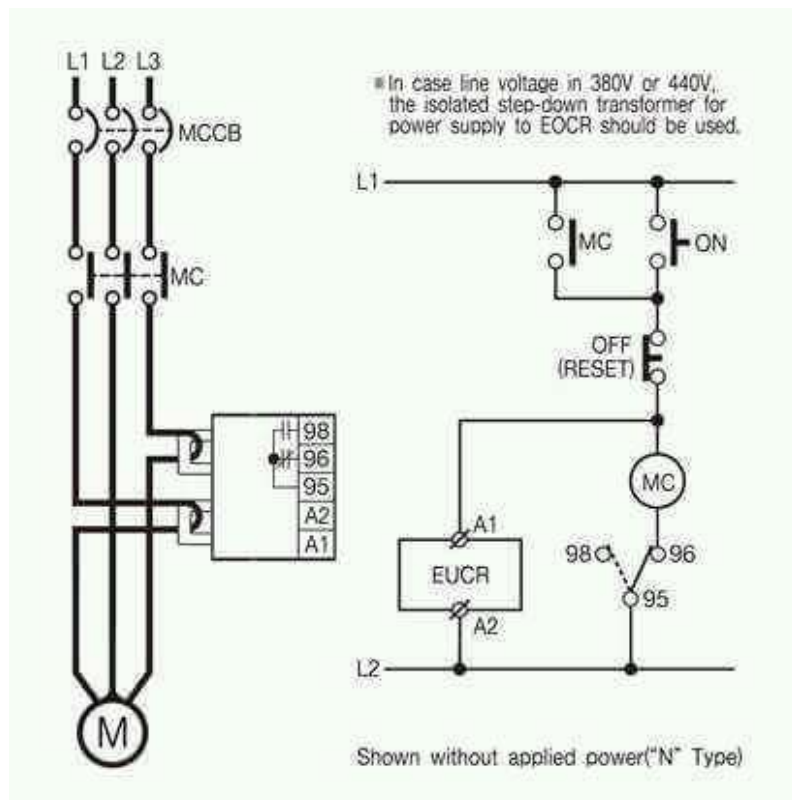 L1 L2 L3
MCCB
MC
98
96
95
A2
A1
M
※In case line voltage in 380V or 440V,
the isolated step-down transformer for
power supply to EOCR should be used.
L1
MC
ON
OFF
(RESET)
MC
A1
EUCR
A2
98
96
95
L2
Shown without applied power("N" Type)